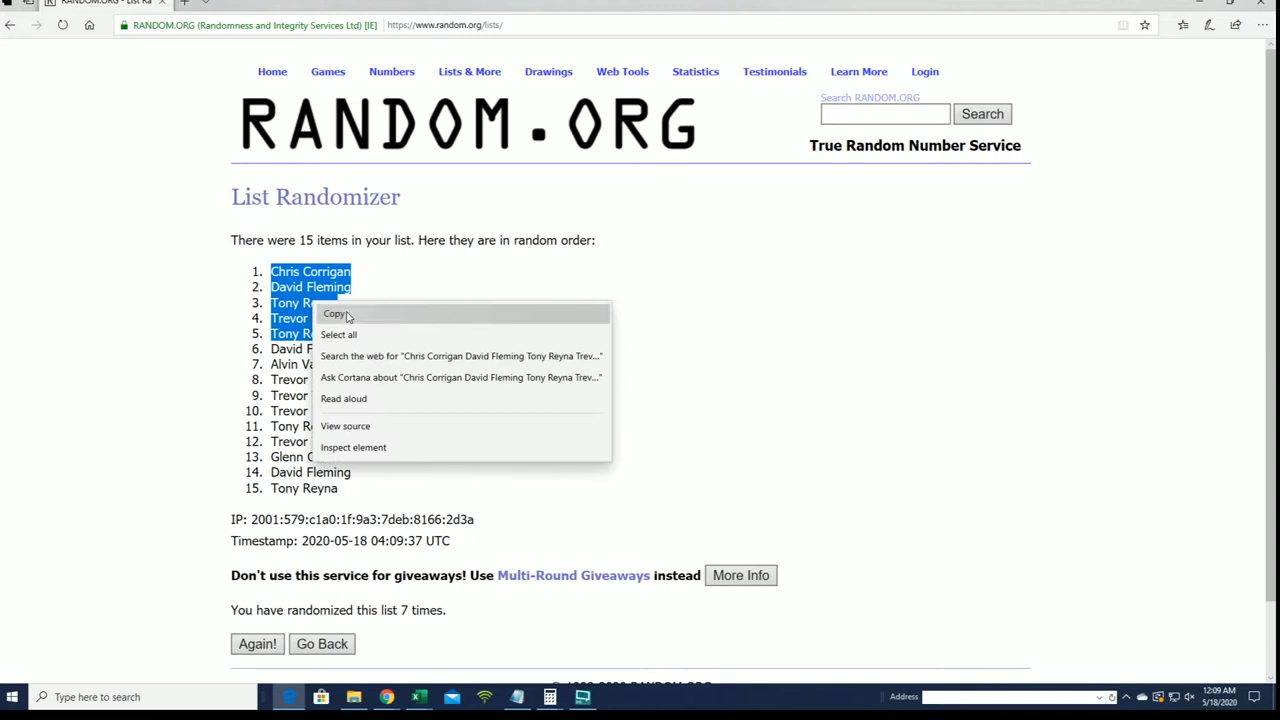 RANDOM.ORG - List Ra
RANDOM.ORG (Randomness and Integrity Services Ltd) [IE]
https://www.random.org/lists/
Home Games Numbers Lists & More Drawings Web Tools Statistics Testimonials Learn More Login
RANDOM.ORG
Search RANDOM.ORG
Search
True Random Number Service
List Randomizer
There were 15 items in your list. Here they are in random order:
1. Chris Corrigan
2. David Fleming
3. Tony Re
4. Trevor
5. Tony Re
6. David F
7. Alvin Va
8. Trevor
9. Trevor
10. Trevor
11. Tony Re
12. Trevor
13. Glenn
14. David Fleming
15. Tony Reyna
Copy
Select all
Search the web for "Chris Corrigan David Fleming Tony Reyna Trev..."
Ask Cortana about "Chris Corrigan David Fleming Tony Reyna Trev..."
Read aloud
View source
Inspect element
IP: 2001:579:c1a0:1f:9a3:7deb:8166:2d3a
Timestamp: 2020-05-18 04:09:37 UTC
Don't use this service for giveaways! Use Multi-Round Giveaways instead
More Info
You have randomized this list 7 times.
Again! Go Back
Type here to search
Address
12:09 AM
5/18/2020